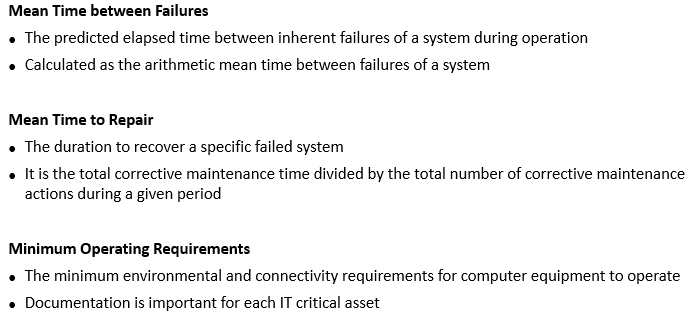 Mean Time between Failures
• The predicted elapsed time between inherent failures of a system during operation
• Calculated as the arithmetic mean time between failures of a system
Mean Time to Repair
• The duration to recover a specific failed system
• It is the total corrective maintenance time divided by the total number of corrective maintenance
actions during a given period
Minimum Operating Requirements
• The minimum environmental and connectivity requirements for computer equipment to operate
• Documentation is important for each IT critical asset